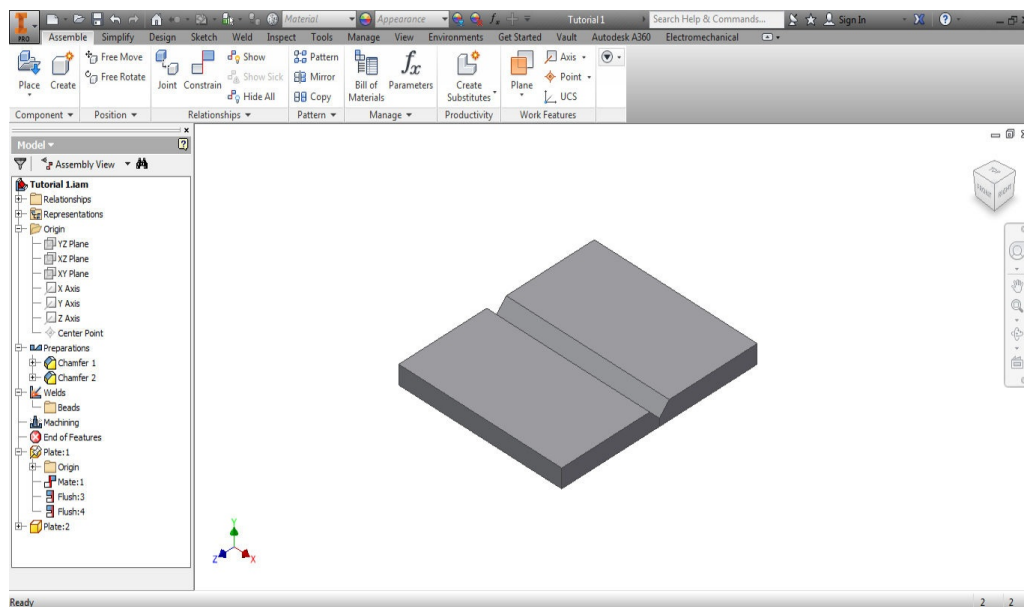 Material Appearance fx Tutorial 1 Search Help & Commands... Sign In
PRO Assemble Simplify Design Sketch Weld Inspect Tools Manage View Environments Get Started Vault Autodesk A360 Electromechanical
Place Create Free Move Joint Constrain Show Pattern Bill of Materials Parameters Create Substitutes Plane Axis
Free Rotate Show Sick Mirror Point
Hide All Copy UCS
Component Position Relationships Pattern Manage Productivity Work Features
Model
Assembly View
Tutorial 1.iam
Relationships
Representations
Origin
YZ Plane
XZ Plane
XY Plane
X Axis
Y Axis
Z Axis
Center Point
Preparations
Chamfer 1
Chamfer 2
Welds
Beads
Machining
End of Features
Plate:1
Origin
Mate:1
Flush:3
Flush:4
Plate:2
TOP
FRONT RIGHT
Y
Z X
Ready 2 2